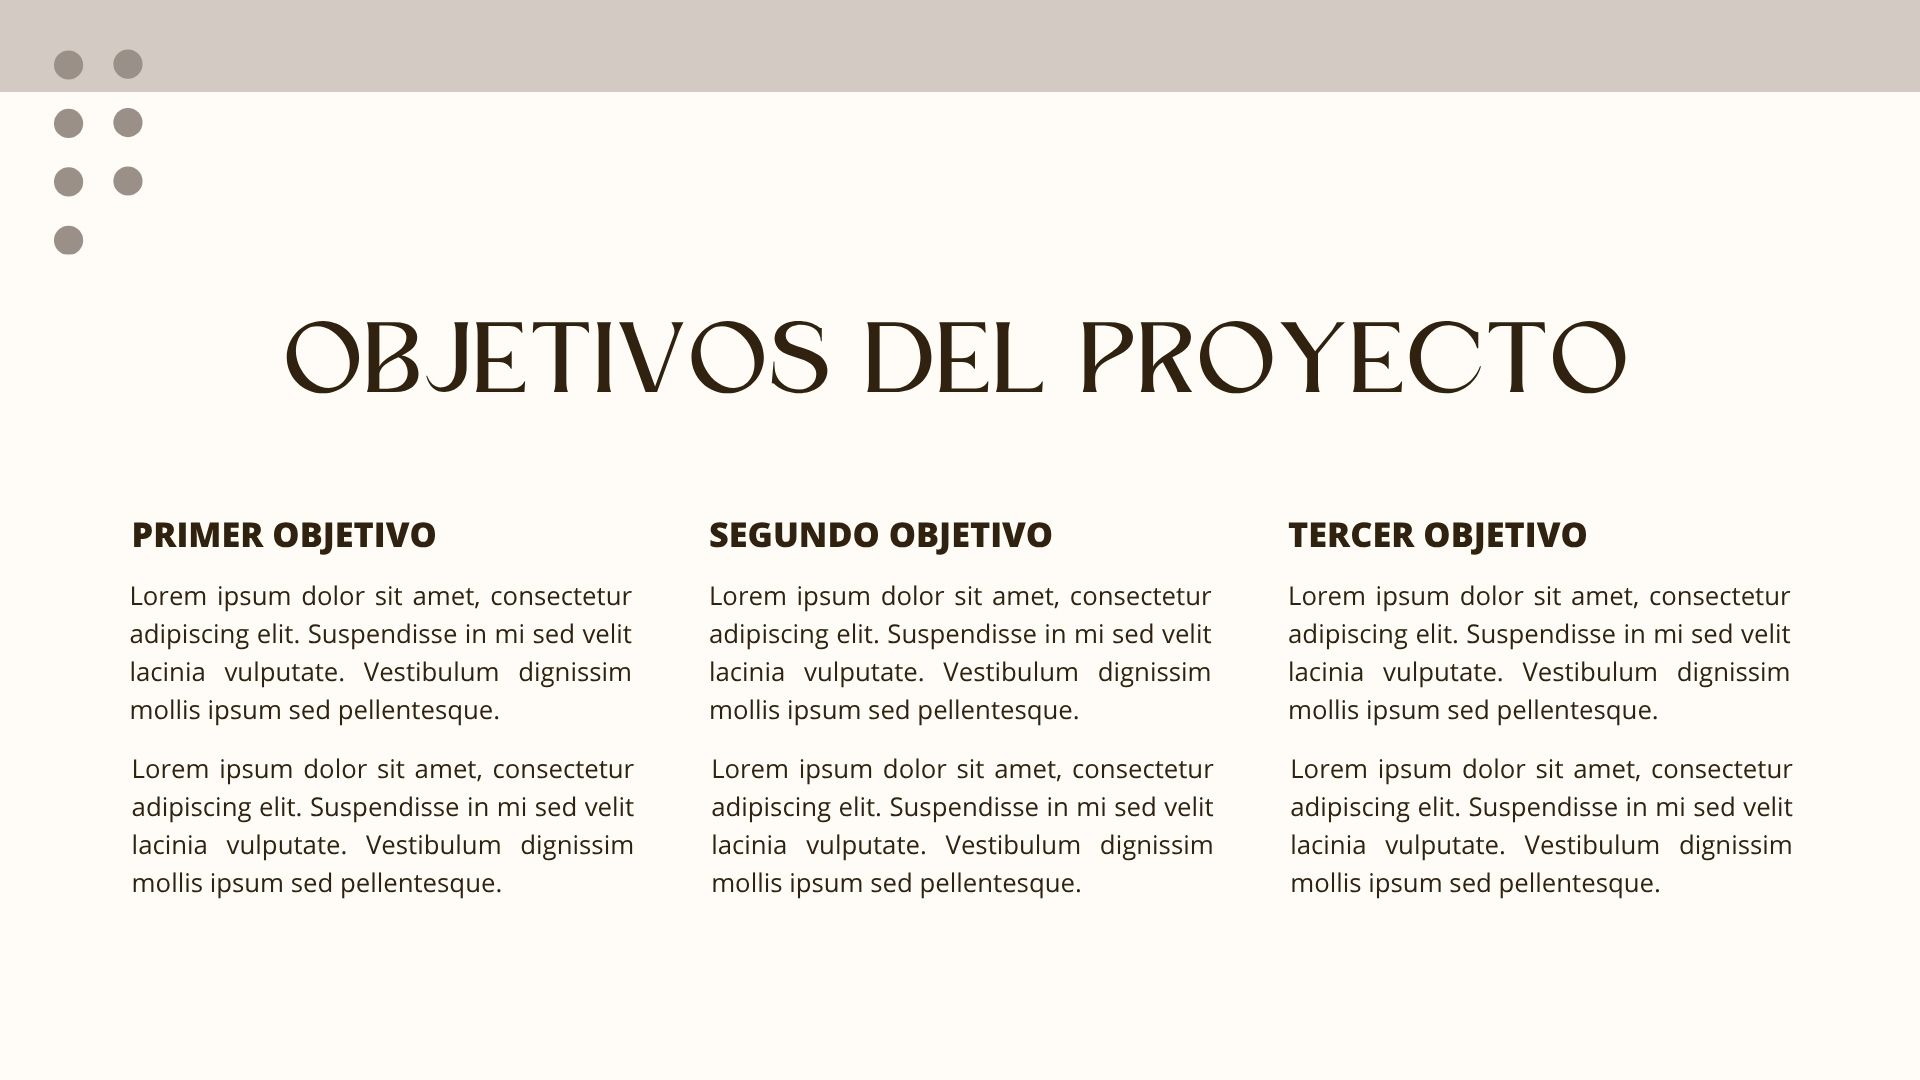 OBJETIVOS DEL PROYECTO
PRIMER OBJETIVO
Lorem ipsum dolor sit amet, consectetur
adipiscing elit. Suspendisse in mi sed velit
lacinia vulputate. Vestibulum dignissim
mollis ipsum sed pellentesque.
Lorem ipsum dolor sit amet, consectetur
adipiscing elit. Suspendisse in mi sed velit
lacinia vulputate. Vestibulum dignissim
mollis ipsum sed pellentesque.
SEGUNDO OBJETIVO
Lorem ipsum dolor sit amet, consectetur
adipiscing elit. Suspendisse in mi sed velit
lacinia vulputate. Vestibulum dignissim
mollis ipsum sed pellentesque.
Lorem ipsum dolor sit amet, consectetur
adipiscing elit. Suspendisse in mi sed velit
lacinia vulputate. Vestibulum dignissim
mollis ipsum sed pellentesque.
TERCER OBJETIVO
Lorem ipsum dolor sit amet, consectetur
adipiscing elit. Suspendisse in mi sed velit
lacinia vulputate. Vestibulum dignissim
mollis ipsum sed pellentesque.
Lorem ipsum dolor sit amet, consectetur
adipiscing elit. Suspendisse in mi sed velit
lacinia vulputate. Vestibulum dignissim
mollis ipsum sed pellentesque.